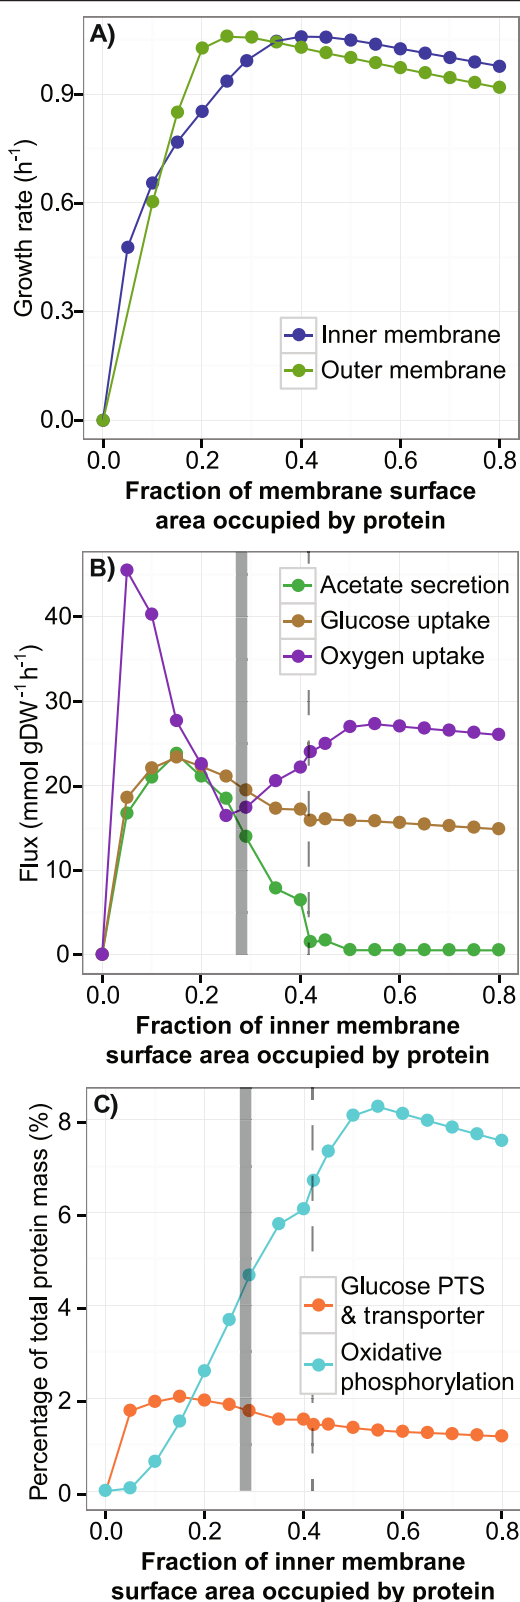 A)
Growth rate (h⁻¹)
0.9
0.6
0.3
0.0
Inner membrane
Outer membrane
0.0 0.2 0.4 0.6 0.8
Fraction of membrane surface
area occupied by protein
B)
Flux (mmol gDW⁻¹ h⁻¹)
40
30
20
10
0
Acetate secretion
Glucose uptake
Oxygen uptake
0.0 0.2 0.4 0.6 0.8
Fraction of inner membrane
surface area occupied by protein
C)
Percentage of total protein mass (%)
8
6
4
2
0
Glucose PTS
& transporter
Oxidative
phosphorylation
0.0 0.2 0.4 0.6 0.8
Fraction of inner membrane
surface area occupied by protein